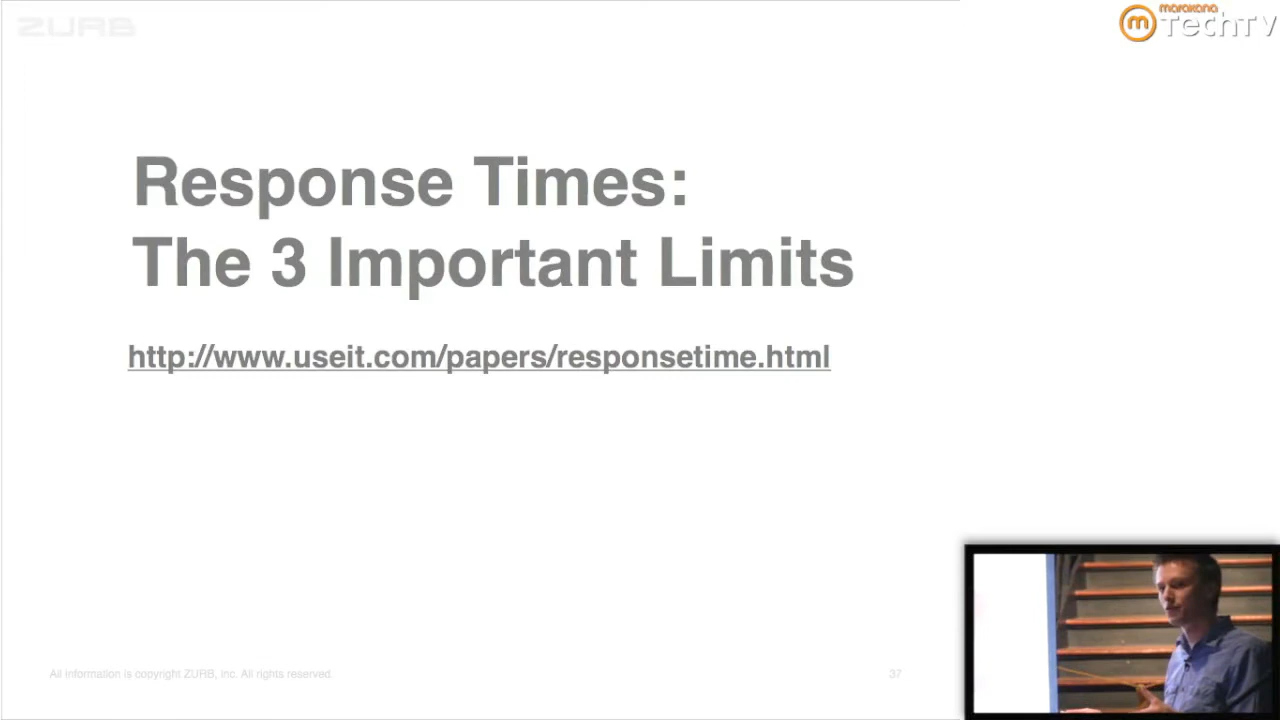 ZURB
marakana
m TechTV
Response Times:
The 3 Important Limits
http://www.useit.com/papers/responsetime.html
All information is copyright ZURB, inc. All rights reserved.
37